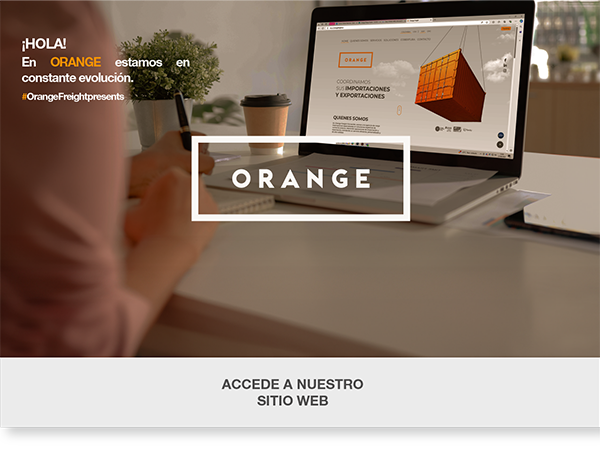 ¡HOLA!
En ORANGE estamos en
constante evolución.
#OrangeFreightpresents
ORANGE
COORDINAMOS
SUS IMPORTACIONES
Y EXPORTACIONES
QUIENES SOMOS
ORANGE
ACCEDE A NUESTRO
SITIO WEB